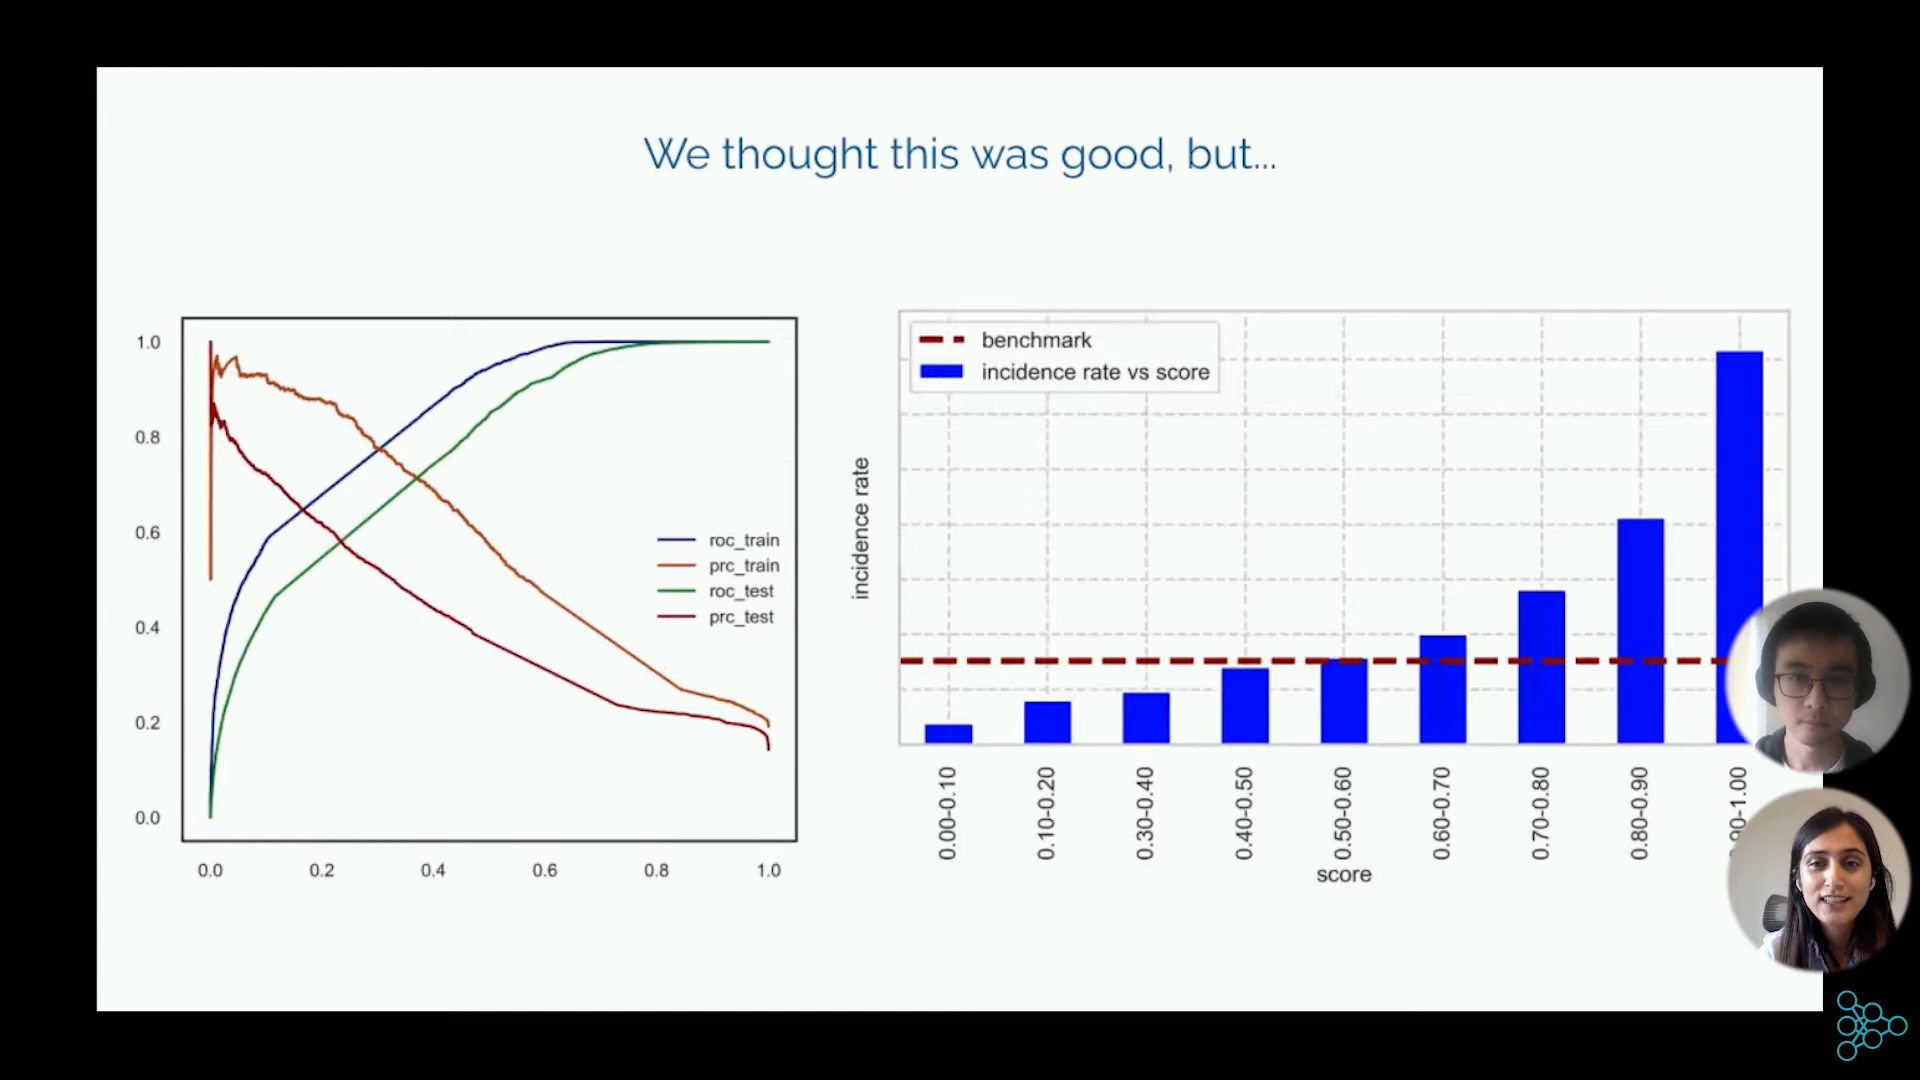 We thought this was good, but...
1.0
0.8
0.6
0.4
0.2
0.0
0.0 0.2 0.4 0.6 0.8 1.0
roc_train
prc_train
roc_test
prc_test
benchmark
incidence rate vs score
incidence rate
0.00-0.10
0.10-0.20
0.30-0.40
0.40-0.50
0.50-0.60
0.60-0.70
0.70-0.80
0.80-0.90
.90-1.00
score